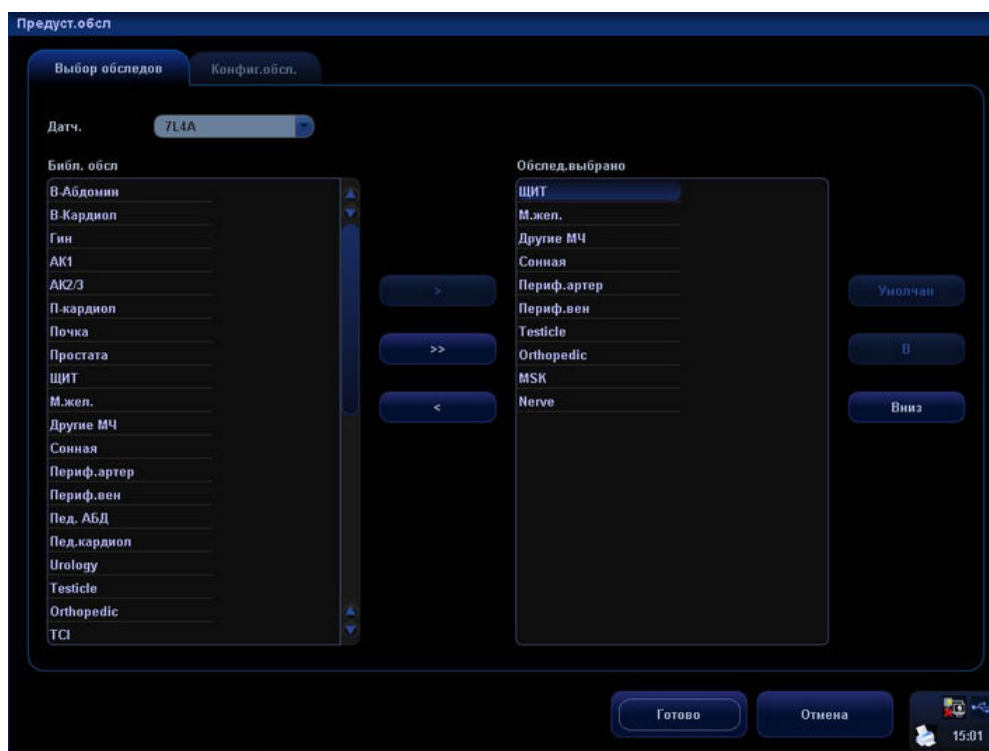 Предуст.обсл
Выбор обследов
Конфиг.обсл.
Датч.
7L4A
Библ. обсл
В-Абдомин
В-Кардиол
Гин
АК1
АК2/3
П-кардиол
Почка
Простата
ЩИТ
М.жел.
Другие МЧ
Сонная
Периф.артер
Периф.вен
Пед. АБД
Пед.кардиол
Urology
Testicle
Orthopedic
TCI
>
>>
<
Обслед.выбрано
ЩИТ
М.жел.
Другие МЧ
Сонная
Периф.артер
Периф.вен
Testicle
Orthopedic
MSK
Nerve
Умолчан
В
Вниз
Готово
Отмена
15:01